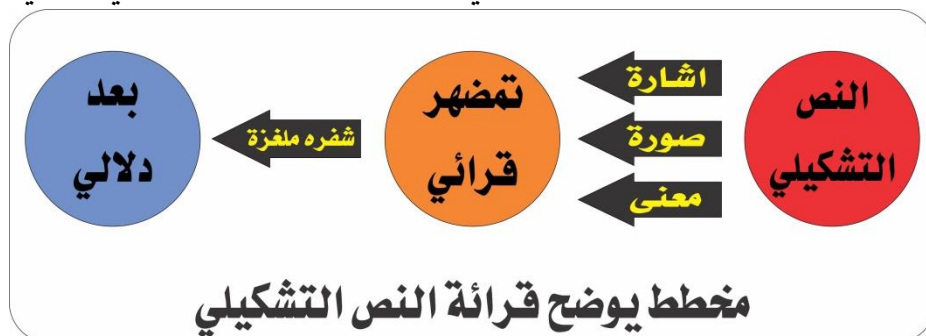 النص
التشكيلي
اشارة
صورة
معنى
تمضهر
قرائي
شفره ملغزة
بعد
دلالي
مخطط يوضح قرائة النص التشكيلي